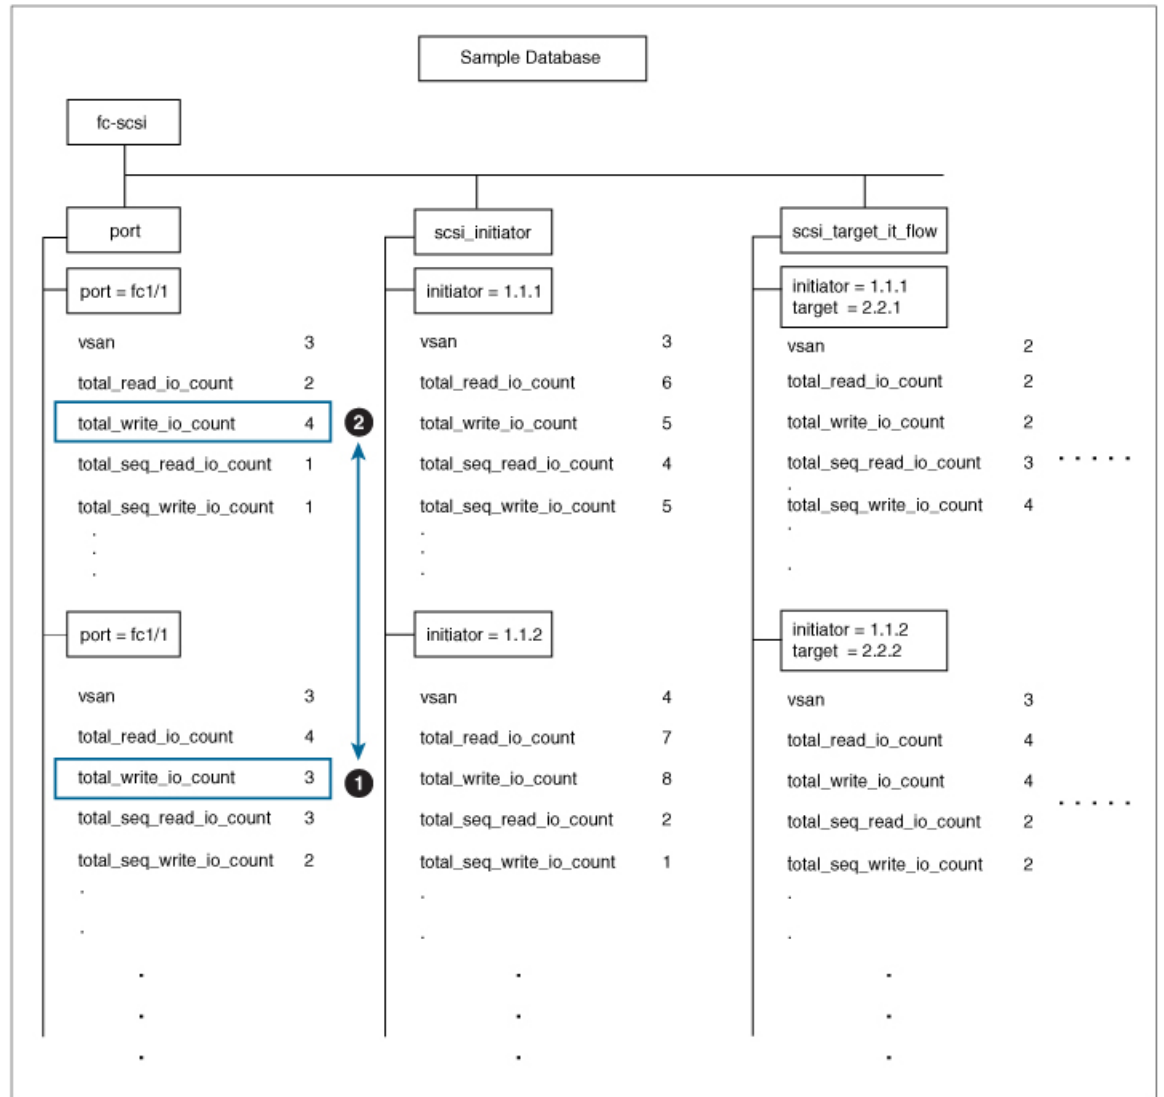 Sample Database
fc-scsi
port
port = fc1/1
vsan 3
total_read_io_count 2
total_write_io_count 4
2
total_seq_read_io_count 1
total_seq_write_io_count 1
port = fc1/1
vsan 3
total_read_io_count 4
total_write_io_count 3
1
total_seq_read_io_count 3
total_seq_write_io_count 2
scsi_initiator
initiator = 1.1.1
vsan 3
total_read_io_count 6
total_write_io_count 5
total_seq_read_io_count 4
total_seq_write_io_count 5
initiator = 1.1.2
vsan 4
total_read_io_count 7
total_write_io_count 8
total_seq_read_io_count 2
total_seq_write_io_count 1
scsi_target_it_flow
initiator = 1.1.1
target = 2.2.1
vsan 2
total_read_io_count 2
total_write_io_count 2
total_seq_read_io_count 3
total_seq_write_io_count 4
initiator = 1.1.2
target = 2.2.2
vsan 3
total_read_io_count 4
total_write_io_count 4
total_seq_read_io_count 2
total_seq_write_io_count 2